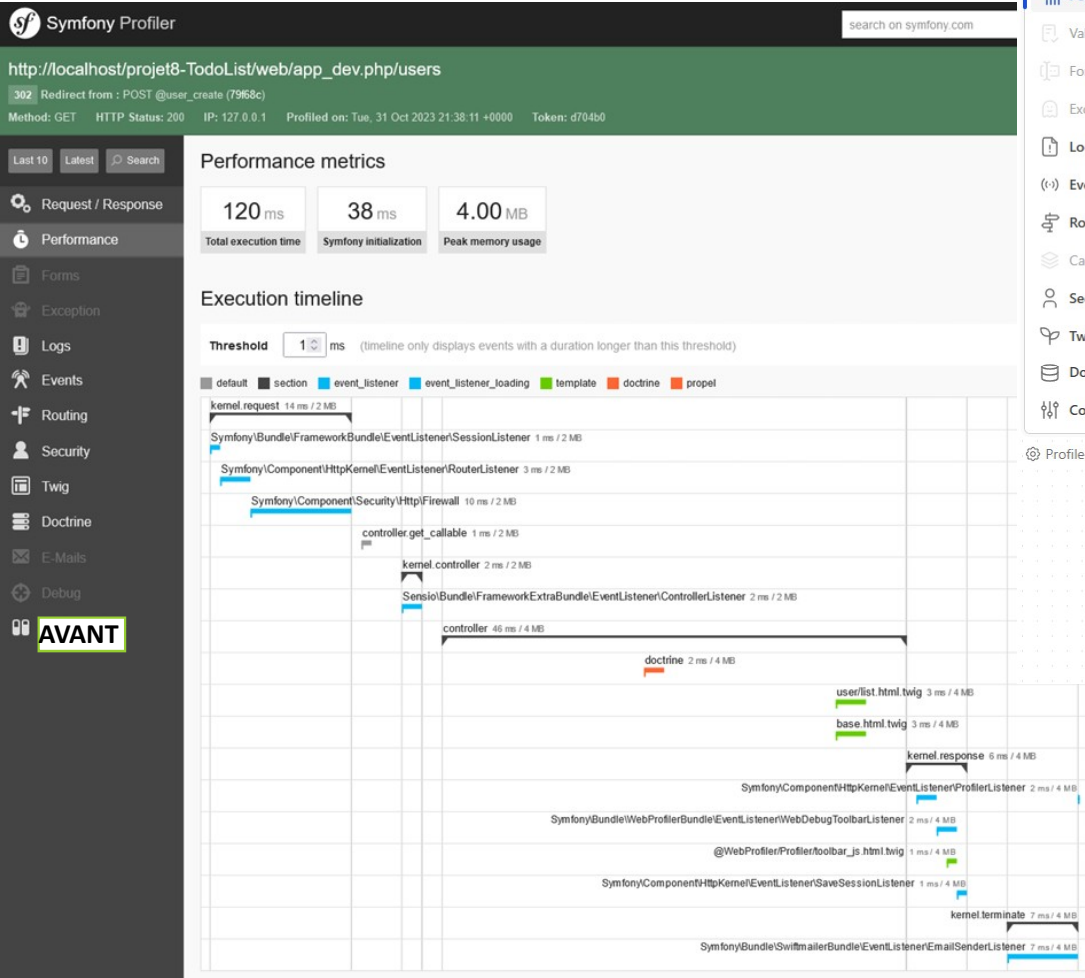 Symfony Profiler
search on symfony.com
http://localhost/projet8-TodoList/web/app_dev.php/users
302 Redirect from : POST @user_create (79f68c)
Method: GET HTTP Status: 200 IP: 127.0.0.1 Profiled on: Tue, 31 Oct 2023 21:38:11 +0000 Token: d704b0
Last 10 Latest Search
Request / Response
Performance
Forms
Exception
Logs
Events
Routing
Security
Twig
Doctrine
E-Mails
Debug
AVANT
Performance metrics
120 ms
Total execution time
38 ms
Symfony initialization
4.00 MB
Peak memory usage
Execution timeline
Threshold 1 ms (timeline only displays events with a duration longer than this threshold)
default section event_listener event_listener_loading template doctrine propel
kernel.request 14 ms / 2 MB
Symfony\Bundle\FrameworkBundle\EventListener\SessionListener 1 ms / 2 MB
Symfony\Component\HttpKernel\EventListener\RouterListener 3 ms / 2 MB
Symfony\Component\Security\Http\Firewall 10 ms / 2 MB
controller.get_callable 1 ms / 2 MB
kernel.controller 2 ms / 2 MB
Sensio\Bundle\FrameworkExtraBundle\EventListener\ControllerListener 2 ms / 2 MB
controller 46 ms / 4 MB
doctrine 2 ms / 4 MB
user/list.html.twig 3 ms / 4 MB
base.html.twig 3 ms / 4 MB
kernel.response 6 ms / 4 MB
Symfony\Component\HttpKernel\EventListener\ProfilerListener 2 ms / 4 MB
Symfony\Bundle\WebProfilerBundle\EventListener\WebDebugToolbarListener 2 ms / 4 MB
@WebProfiler/Profiler/toolbar_js.html.twig 1 ms / 4 MB
Symfony\Component\HttpKernel\EventListener\SaveSessionListener 1 ms / 4 MB
kernel.terminate 7 ms / 4 MB
Symfony\Bundle\SwiftmailerBundle\EventListener\EmailSenderListener 7 ms / 4 MB
Va
Fo
Exc
Lo
Eve
Ro
Ca
Se
Tw
Do
Co
Profile